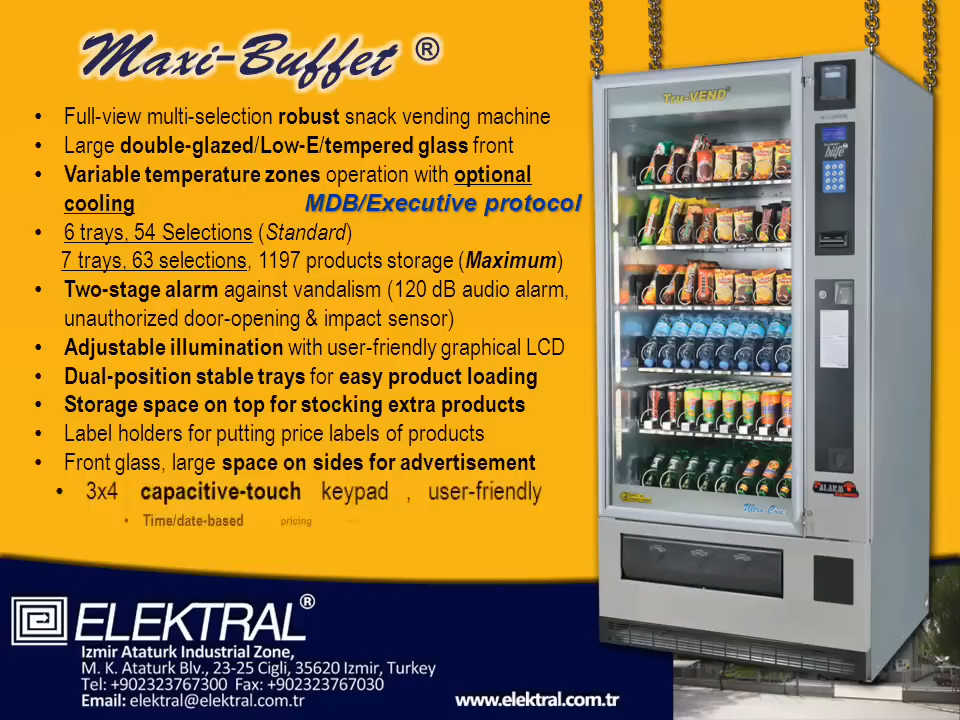 Maxi-Buffet ®
• Full-view multi-selection robust snack vending machine
• Large double-glazed/Low-E/tempered glass front
• Variable temperature zones operation with optional
cooling MDB/Executive protocol
• 6 trays, 54 Selections (Standard)
7 trays, 63 selections, 1197 products storage (Maximum)
• Two-stage alarm against vandalism (120 dB audio alarm,
unauthorized door-opening & impact sensor)
• Adjustable illumination with user-friendly graphical LCD
• Dual-position stable trays for easy product loading
• Storage space on top for stocking extra products
• Label holders for putting price labels of products
• Front glass, large space on sides for advertisement
• 3x4 capacitive-touch keypad , user-friendly
• Time/date-based pricing
Tru-VEND®
büfe
ALARM
Ultra-Cool
ELEKTRAL®
Izmir Ataturk Industrial Zone,
M. K. Ataturk Blv., 23-25 Cigli, 35620 Izmir, Turkey
Tel: +902323767300 Fax: +902323767030
Email: elektral@elektral.com.tr
www.elektral.com.tr